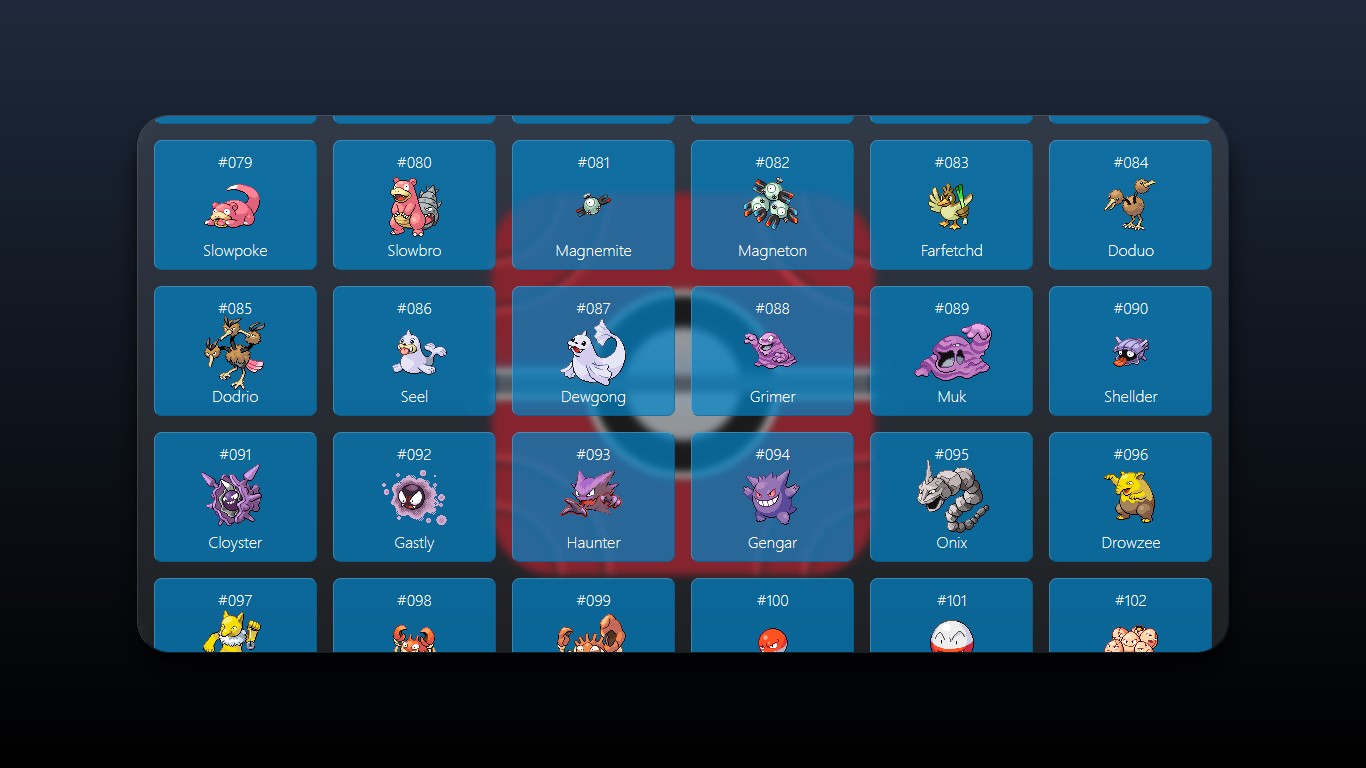 #079 #080 #081 #082 #083 #084
Slowpoke Slowbro Magnemite Magneton Farfetchd Doduo
#085 #086 #087 #088 #089 #090
Dodrio Seel Dewgong Grimer Muk Shellder
#091 #092 #093 #094 #095 #096
Cloyster Gastly Haunter Gengar Onix Drowzee
#097 #098 #099 #100 #101 #102